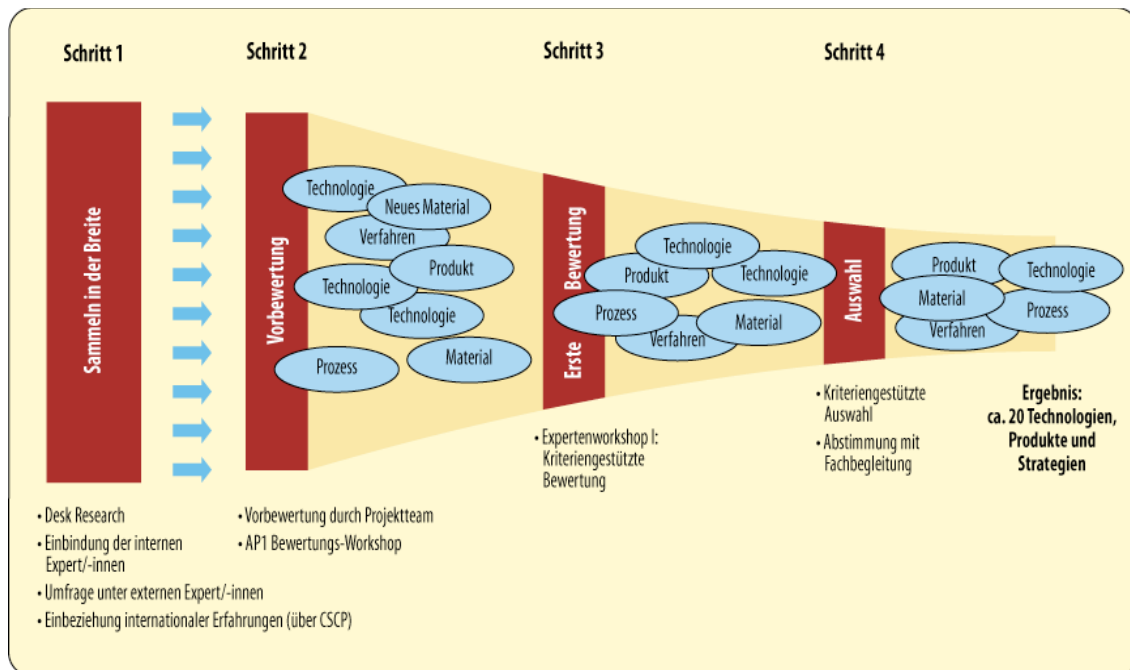 Schritt 1
Schritt 2
Schritt 3
Schritt 4
Sammeln in der Breite
Vorbewertung
Technologie
Neues Material
Verfahren
Produkt
Technologie
Technologie
Prozess
Material
Erste Bewertung
Technologie
Produkt
Technologie
Prozess
Material
Verfahren
Auswahl
Produkt
Technologie
Material
Prozess
Verfahren
• Desk Research
• Einbindung der internen
Expert/-innen
• Umfrage unter externen Expert/-innen
• Einbeziehung internationaler Erfahrungen (über CSCP)
• Vorbewertung durch Projektteam
• AP1 Bewertungs-Workshop
• Expertenworkshop I:
Kriteriengestützte
Bewertung
• Kriteriengestützte
Auswahl
• Abstimmung mit
Fachbegleitung
Ergebnis:
ca. 20 Technologien,
Produkte und
Strategien